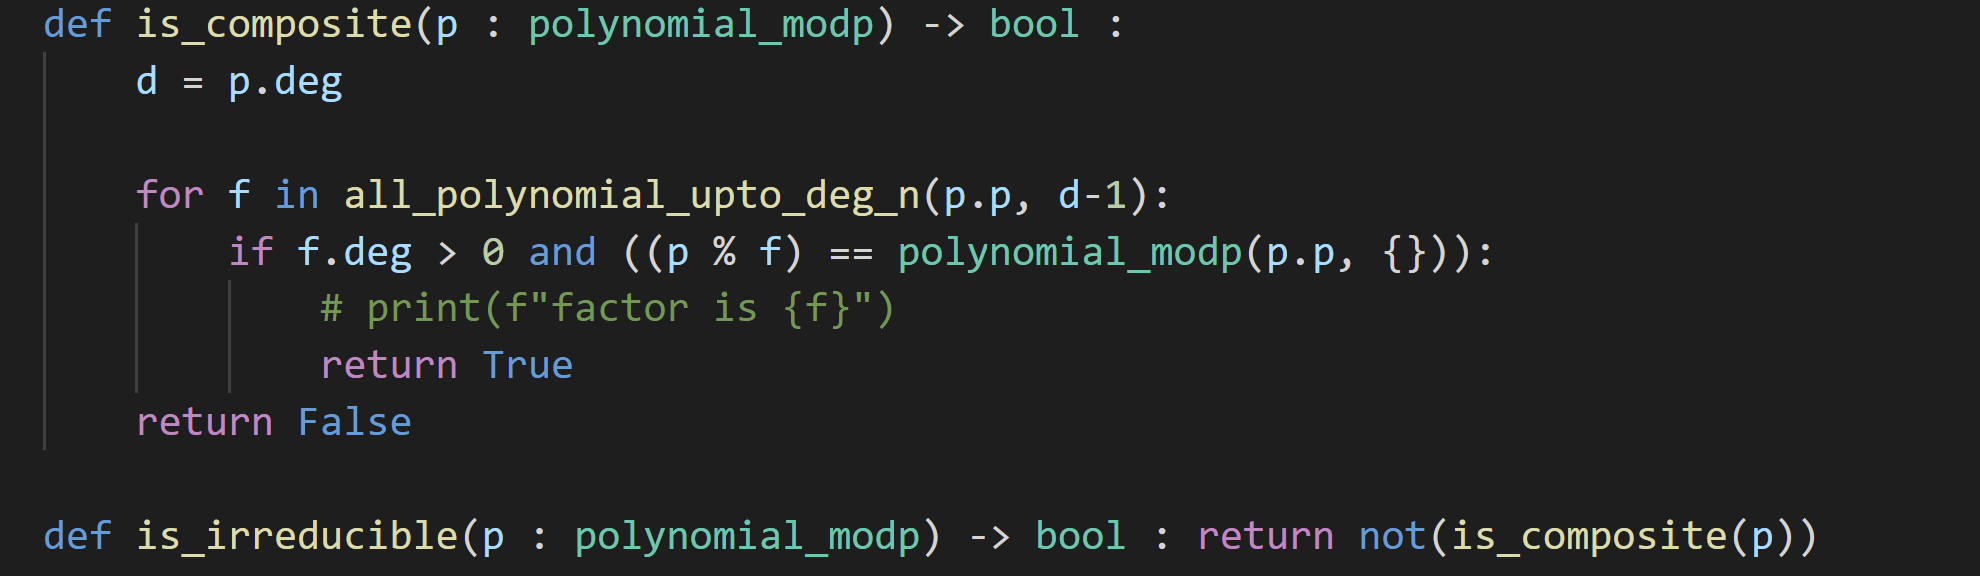 def is_composite(p : polynomial_modp) -> bool :
    d = p.deg

    for f in all_polynomial_upto_deg_n(p.p, d-1):
        if f.deg > 0 and ((p % f) == polynomial_modp(p.p, {})):
            # print(f"factor is {f}")
            return True
    return False

def is_irreducible(p : polynomial_modp) -> bool : return not(is_composite(p))